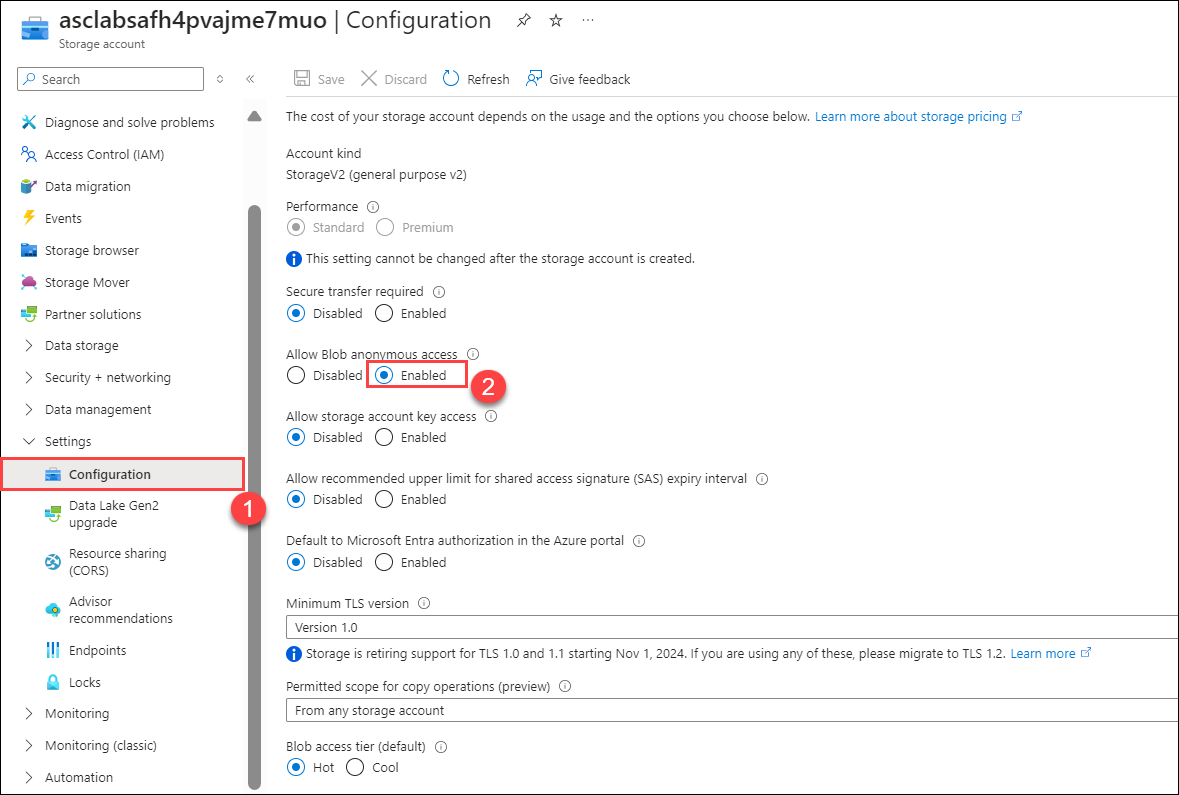 asclabsafh4pvajme7muo | Configuration
Storage account
Search
Save
Discard
Refresh
Give feedback
Diagnose and solve problems
Access Control (IAM)
Data migration
Events
Storage browser
Storage Mover
Partner solutions
Data storage
Security + networking
Data management
Settings
Configuration
1
Data Lake Gen2
upgrade
Resource sharing
(CORS)
Advisor
recommendations
Endpoints
Locks
Monitoring
Monitoring (classic)
Automation
The cost of your storage account depends on the usage and the options you choose below. Learn more about storage pricing
Account kind
StorageV2 (general purpose v2)
Performance
Standard Premium
This setting cannot be changed after the storage account is created.
Secure transfer required
Disabled Enabled
Allow Blob anonymous access
Disabled Enabled
2
Allow storage account key access
Disabled Enabled
Allow recommended upper limit for shared access signature (SAS) expiry interval
Disabled Enabled
Default to Microsoft Entra authorization in the Azure portal
Disabled Enabled
Minimum TLS version
Version 1.0
Storage is retiring support for TLS 1.0 and 1.1 starting Nov 1, 2024. If you are using any of these, please migrate to TLS 1.2. Learn more
Permitted scope for copy operations (preview)
From any storage account
Blob access tier (default)
Hot Cool